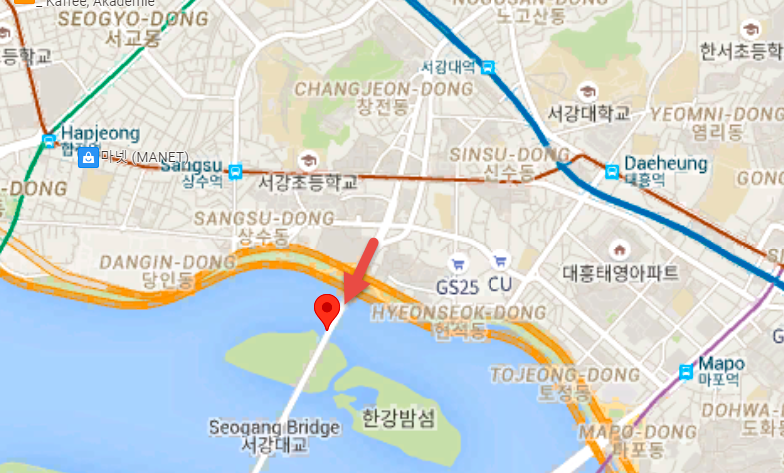 _ Kaffee, Akademie
SEOGYO-DONG
서교동
NOGOSAN-DONG
노고산동
한서초등학교
등학교
서강대역
CHANGJEON-DONG
창전동
서강대학교
YEOMNI-DONG
염리동
Hapjeong
합정역
마넷 (MANET)
Sangsu
상수역
서강초등학교
SINSU-DONG
신수동
Daeheung
대흥역
GONG
-DONG
SANGSU-DONG
상수동
DANGIN-DONG
당인동
GS25
CU
대흥태영아파트
HYEONSEOK-DONG
현석동
TOJEONG-DONG
토정동
Mapo
마포역
한강밤섬
Seogang Bridge
서강대교
DOHWA-D
도화동
MAPO-DONG
마포동